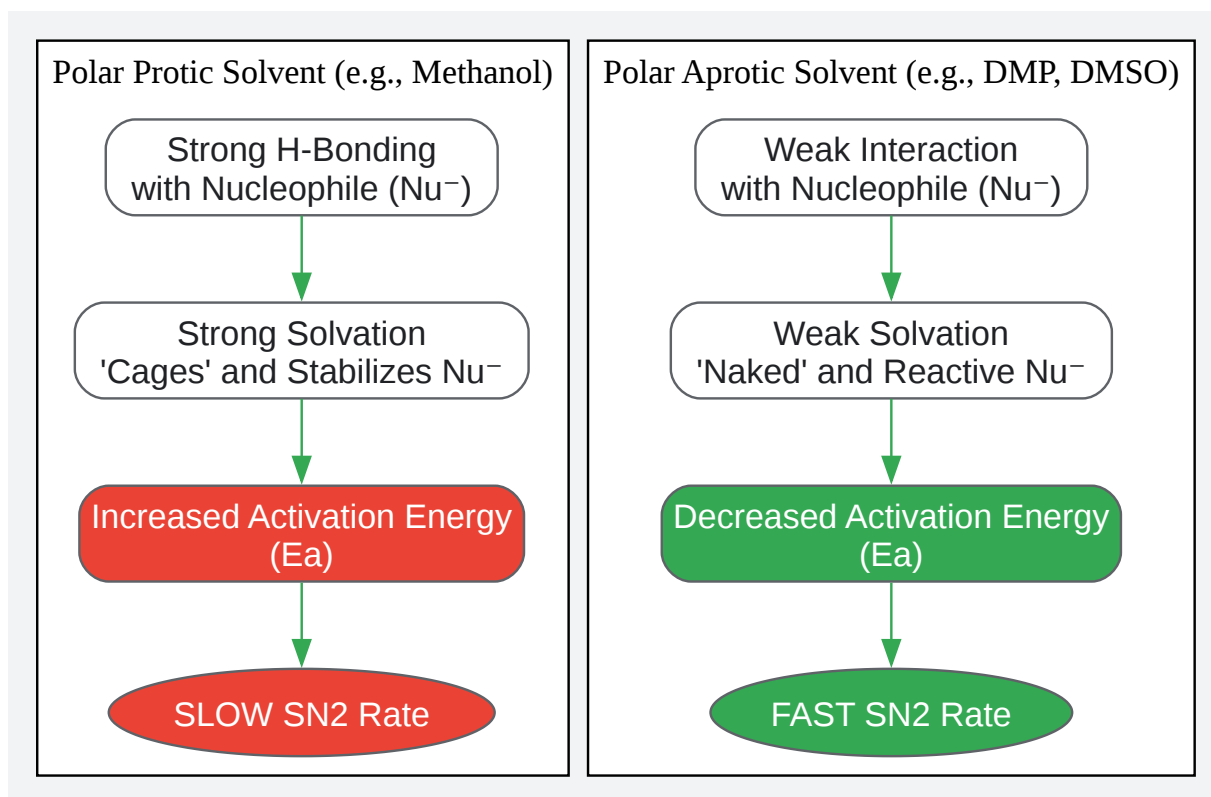 Polar Protic Solvent (e.g., Methanol)
Strong H-Bonding
with Nucleophile (Nu⁻)
Strong Solvation
'Cages' and Stabilizes Nu⁻
Increased Activation Energy
(Ea)
SLOW SN2 Rate
Polar Aprotic Solvent (e.g., DMP, DMSO)
Weak Interaction
with Nucleophile (Nu⁻)
Weak Solvation
'Naked' and Reactive Nu⁻
Decreased Activation Energy
(Ea)
FAST SN2 Rate